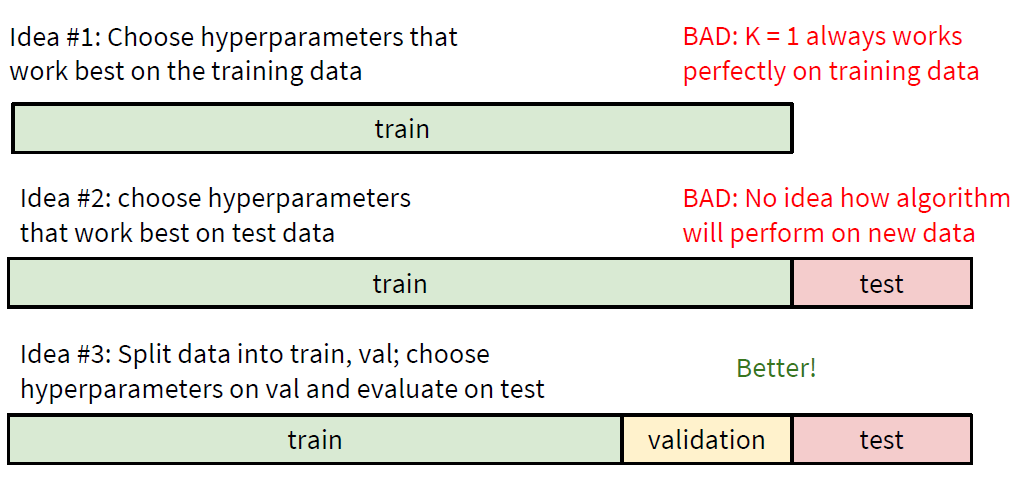 Idea #1: Choose hyperparameters that
work best on the training data
BAD: K = 1 always works
perfectly on training data
train
Idea #2: choose hyperparameters
that work best on test data
BAD: No idea how algorithm
will perform on new data
train
test
Idea #3: Split data into train, val; choose
hyperparameters on val and evaluate on test
Better!
train
validation
test